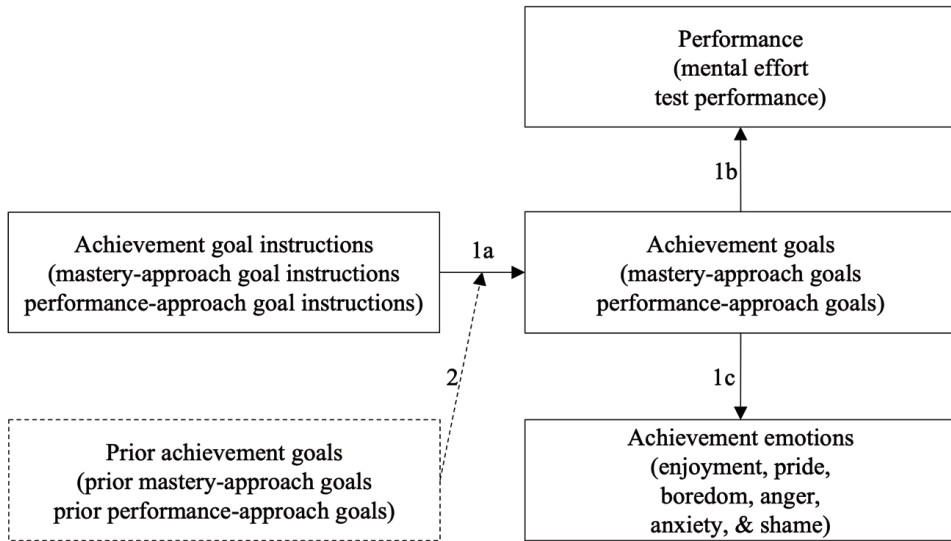 Performance
(mental effort
test performance)
1b
Achievement goal instructions
(mastery-approach goal instructions
performance-approach goal instructions)
1a
Achievement goals
(mastery-approach goals
performance-approach goals)
2
1c
Prior achievement goals
(prior mastery-approach goals
prior performance-approach goals)
Achievement emotions
(enjoyment, pride,
boredom, anger,
anxiety, & shame)